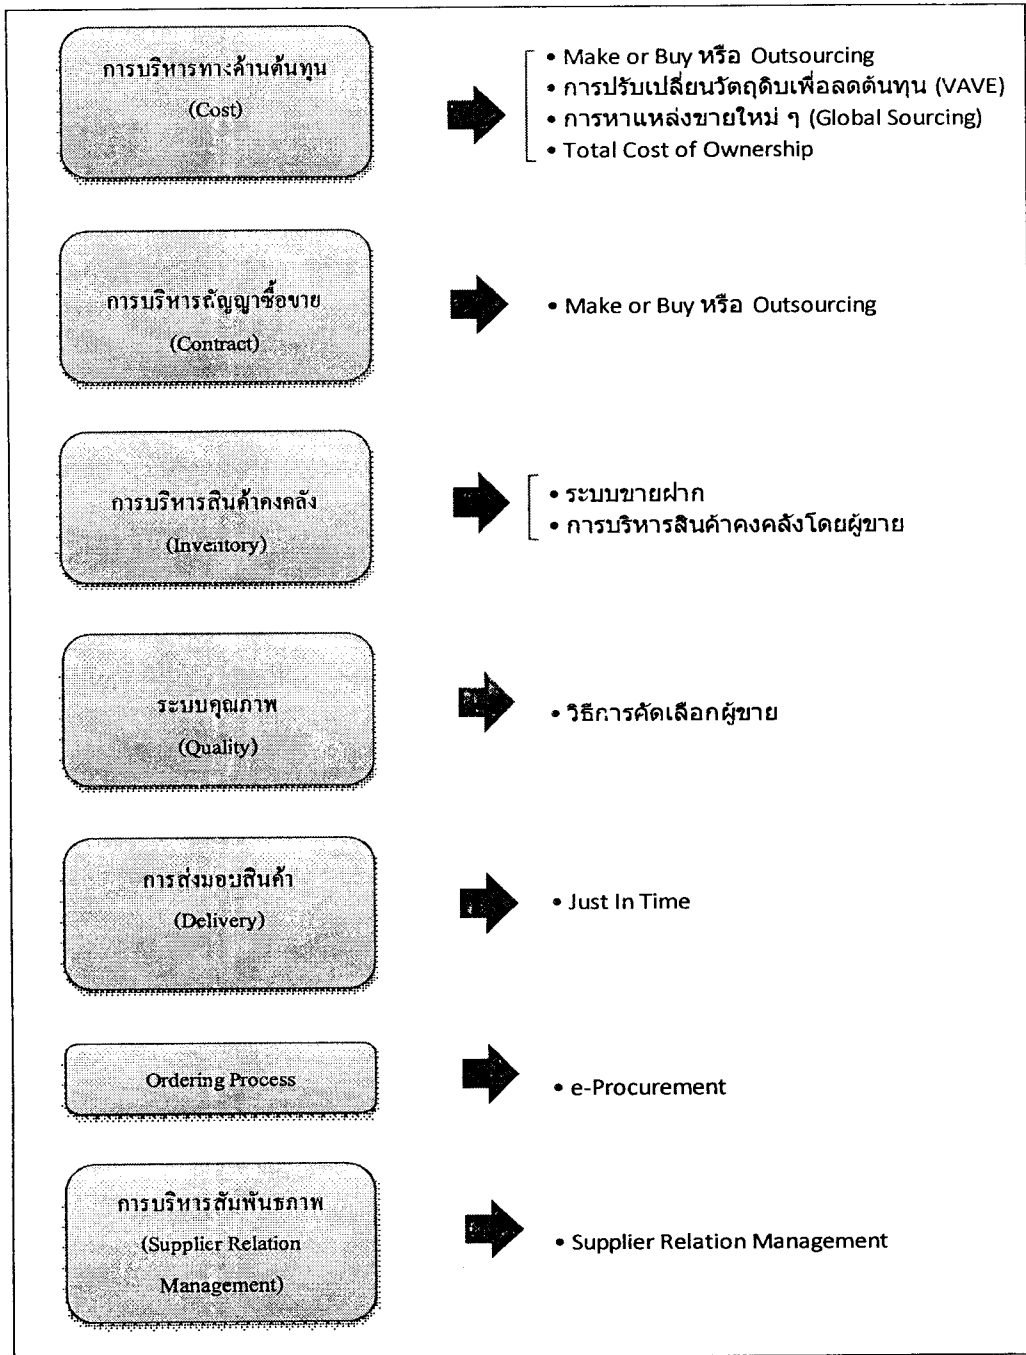 การบริหารทางด้านต้นทุน
(Cost)
• Make or Buy หรือ Outsourcing
• การปรับเปลี่ยนวัตถุดิบเพื่อลดต้นทุน (VAVE)
• การหาแหล่งขายใหม่ ๆ (Global Sourcing)
• Total Cost of Ownership
การบริหารสัญญาซื้อขาย
(Contract)
• Make or Buy หรือ Outsourcing
การบริหารสินค้าคงคลัง
(Inventory)
• ระบบขายฝาก
• การบริหารสินค้าคงคลังโดยผู้ขาย
ระบบคุณภาพ
(Quality)
• วิธีการคัดเลือกผู้ขาย
การส่งมอบสินค้า
(Delivery)
• Just In Time
Ordering Process
• e-Procurement
การบริหารสัมพันธภาพ
(Supplier Relation
Management)
• Supplier Relation Management